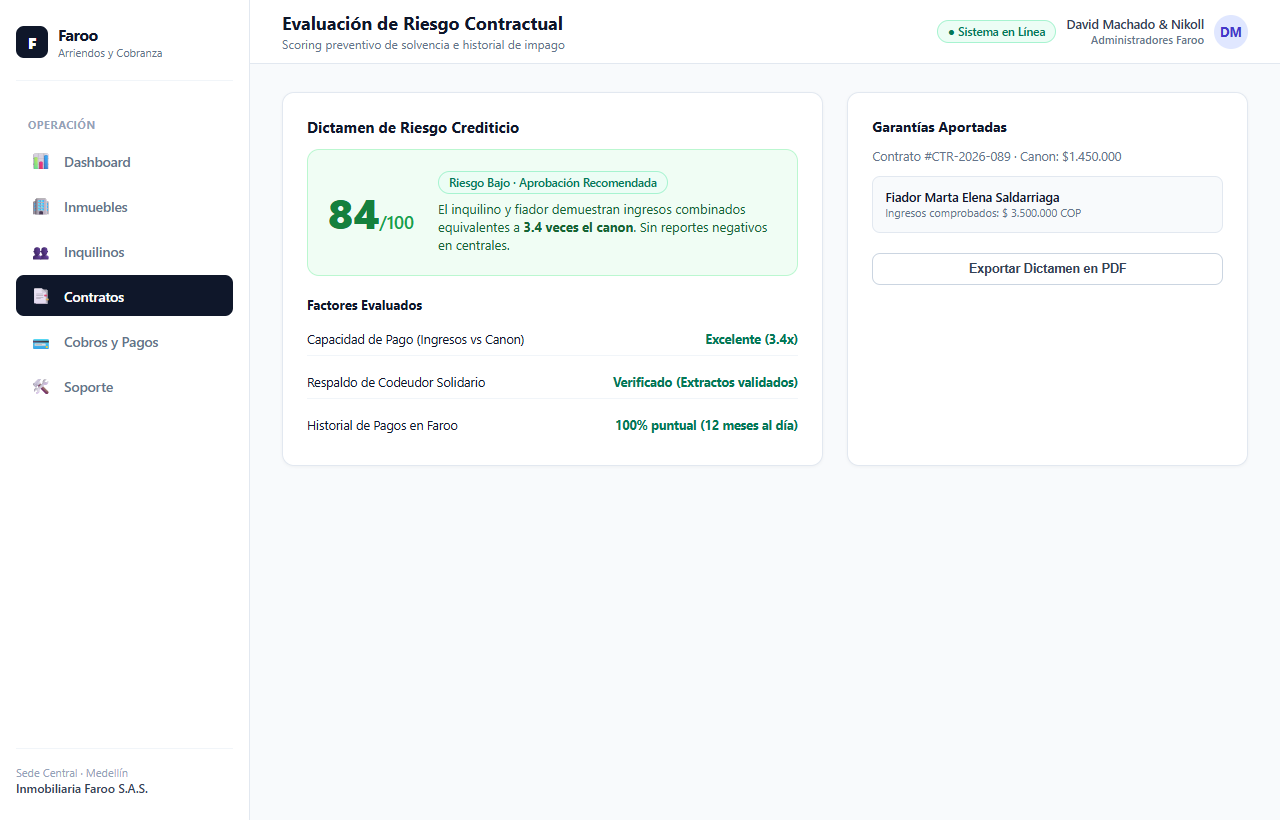 F
Faroo
Arriendos y Cobranza
OPERACIÓN
Dashboard
Inmuebles
Inquilinos
Contratos
Cobros y Pagos
Soporte
Sede Central · Medellín
Inmobiliaria Faroo S.A.S.
Evaluación de Riesgo Contractual
Scoring preventivo de solvencia e historial de impago
● Sistema en Línea
David Machado & Nikoll
Administradores Faroo
DM
Dictamen de Riesgo Crediticio
84/100
Riesgo Bajo · Aprobación Recomendada
El inquilino y fiador demuestran ingresos combinados
equivalentes a 3.4 veces el canon. Sin reportes negativos
en centrales.
Factores Evaluados
Capacidad de Pago (Ingresos vs Canon) Excelente (3.4x)
Respaldo de Codeudor Solidario Verificado (Extractos validados)
Historial de Pagos en Faroo 100% puntual (12 meses al día)
Garantías Aportadas
Contrato #CTR-2026-089 · Canon: $1.450.000
Fiador Marta Elena Saldarriaga
Ingresos comprobados: $ 3.500.000 COP
Exportar Dictamen en PDF